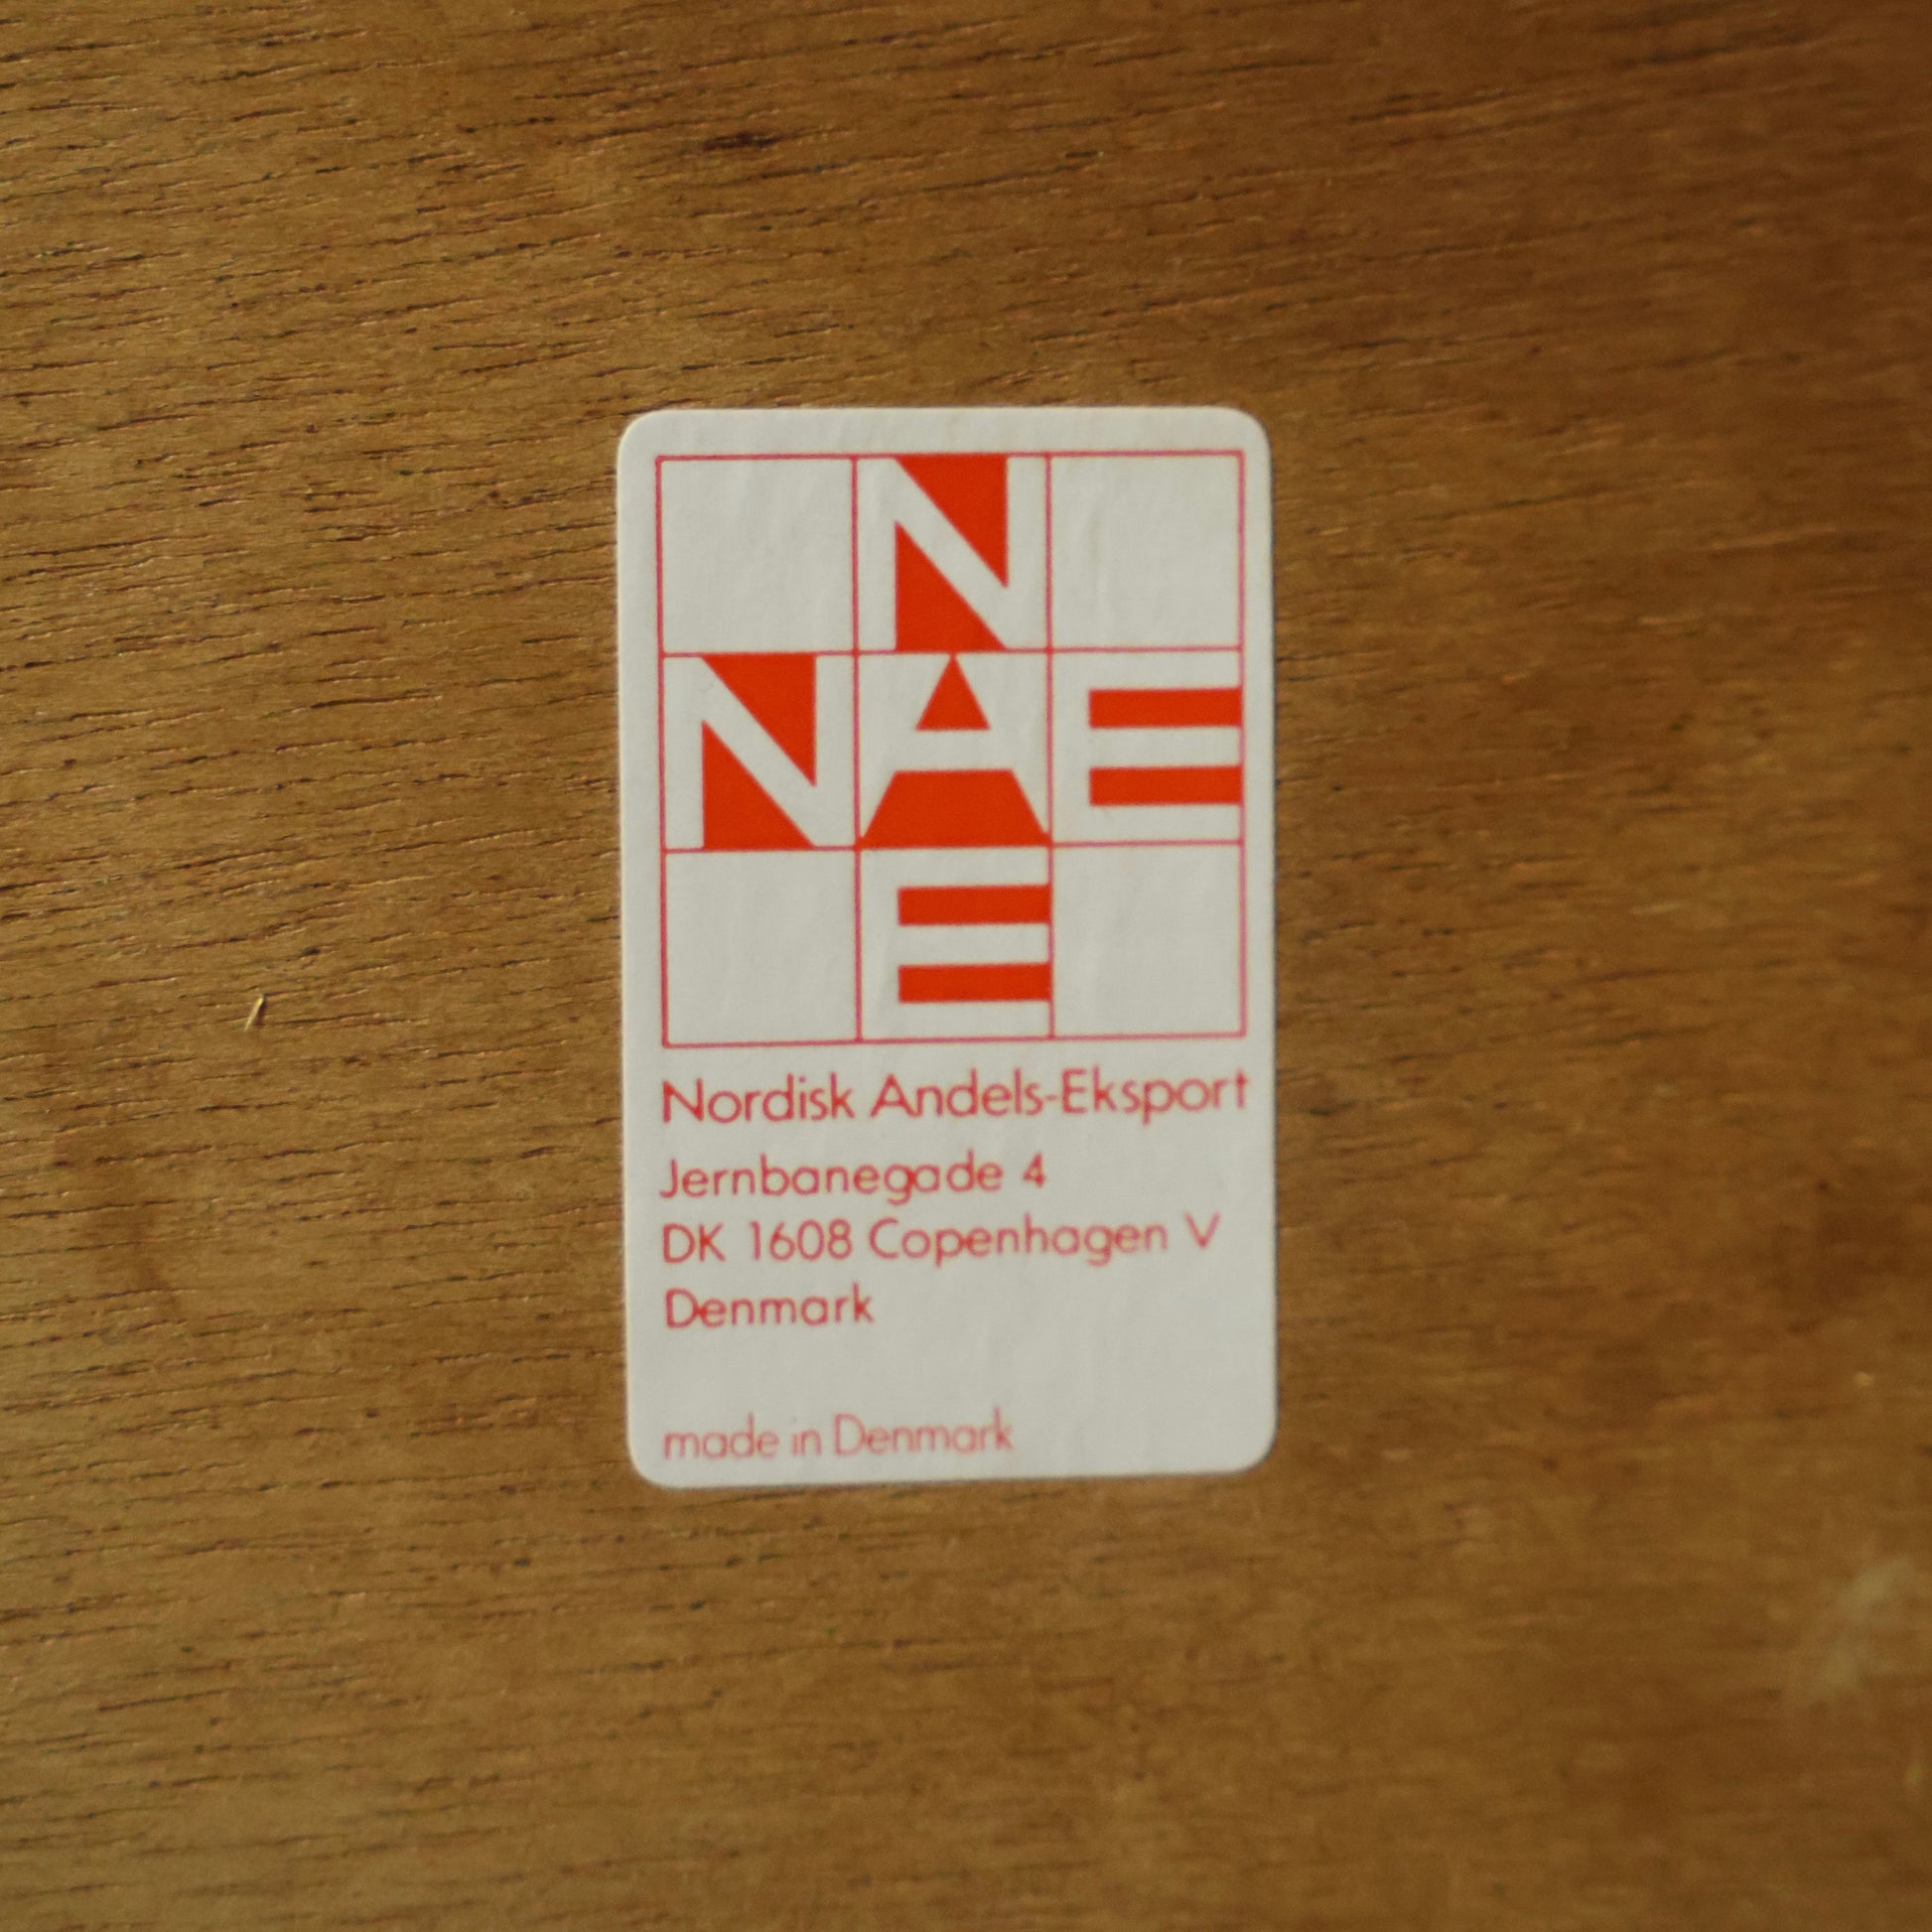 N
NAE
E
Nordisk Andels-Eksport
Jernbanegade 4
DK 1608 Copenhagen V
Denmark
made in Denmark